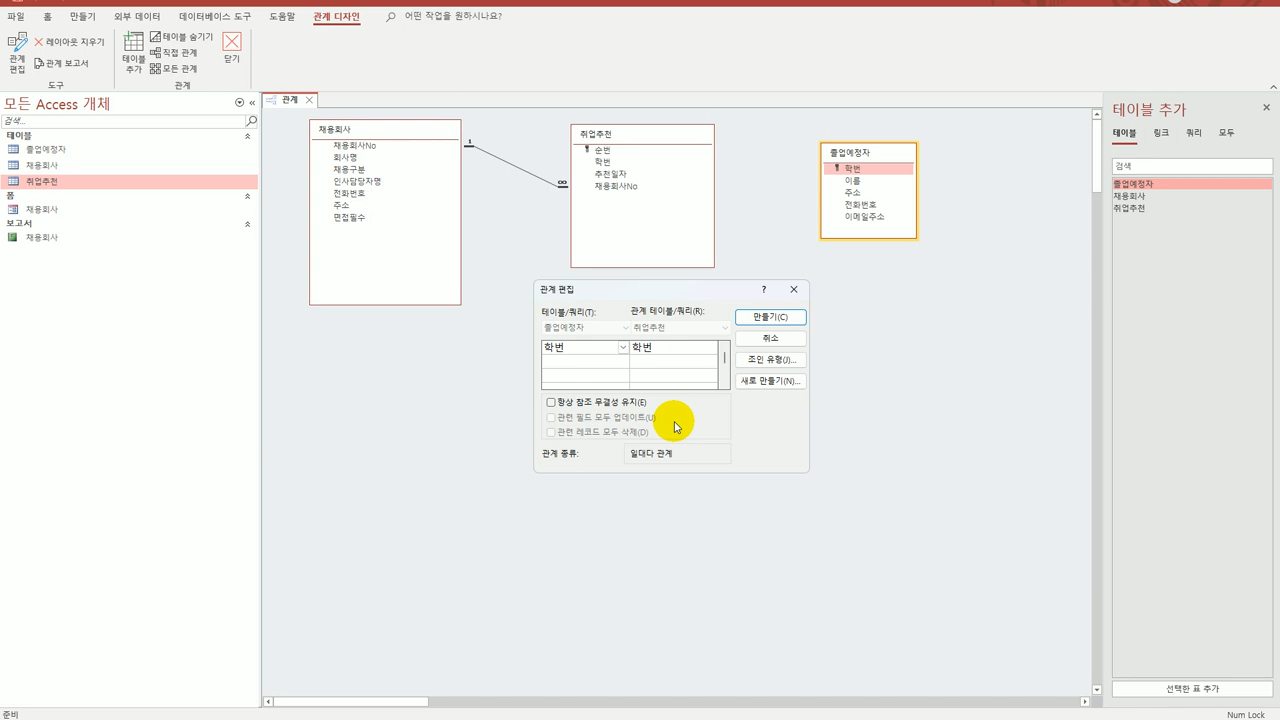 파일 홈 만들기 외부 데이터 데이터베이스 도구 도움말 관계 디자인 어떤 작업을 원하시나요?
관계 편집
레이아웃 지우기
관계 보고서
도구
테이블 추가
테이블 숨기기
직접 관계
모든 관계
관계
닫기
모든 Access 개체
검색...
테이블
졸업예정자
채용회사
취업추천
폼
채용회사
보고서
채용회사
관계
채용회사
채용회사No
회사명
채용구분
인사담당자명
전화번호
주소
면접필수
1
∞
취업추천
순번
학번
추천일자
채용회사No
졸업예정자
학번
이름
주소
전화번호
이메일주소
관계 편집 ?
테이블/쿼리(T): 관계 테이블/쿼리(R):
졸업예정자 취업추천
학번 학번
항상 참조 무결성 유지(E)
관련 필드 모두 업데이트(U)
관련 레코드 모두 삭제(D)
관계 종류: 일대다 관계
만들기(C)
취소
조인 유형(J)...
새로 만들기(N)...
테이블 추가
테이블 링크 쿼리 모두
검색
졸업예정자
채용회사
취업추천
선택한 표 추가
준비
Num Lock